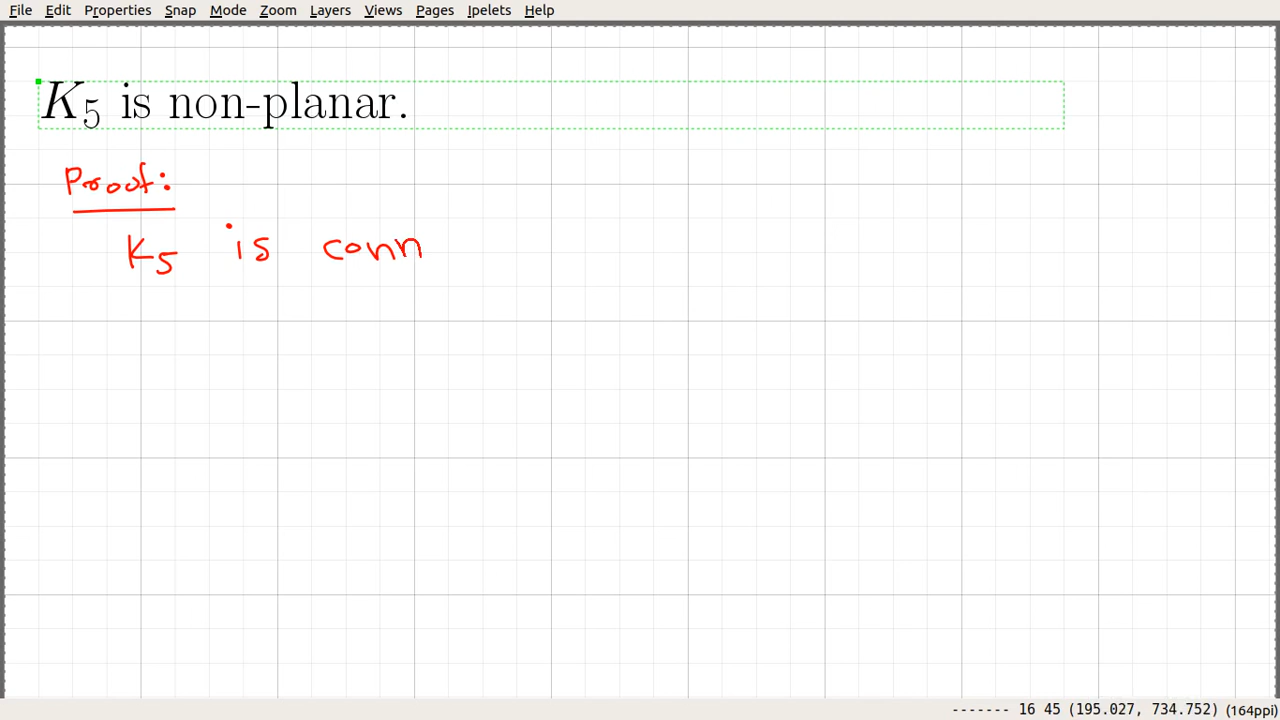 File Edit Properties Snap Mode Zoom Layers Views Pages Ipelets Help
K₅ is non-planar.
Proof:
K₅ is conn
------- 16 45 (195.027, 734.752) (164ppi)